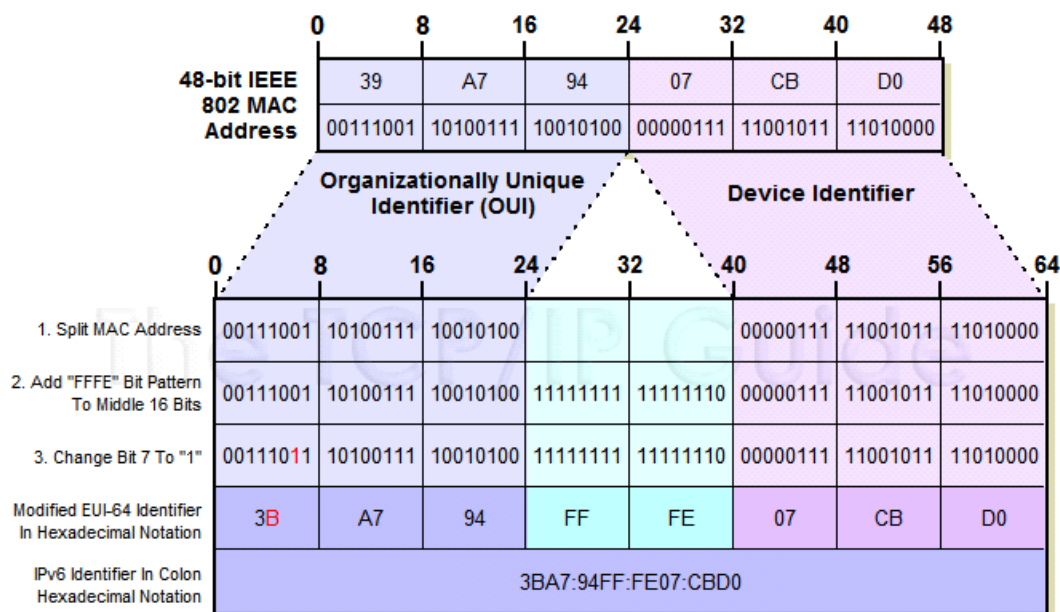 0 8 16 24 32 40 48
48-bit IEEE
802 MAC
Address
39 A7 94 07 CB D0
00111001 10100111 10010100 00000111 11001011 11010000
Organizationally Unique
Identifier (OUI)
Device Identifier
0 8 16 24 32 40 48 56 64
The TCP/IP Guide
1. Split MAC Address
00111001 10100111 10010100 00000111 11001011 11010000
2. Add "FFFE" Bit Pattern
To Middle 16 Bits
00111001 10100111 10010100 11111111 11111110 00000111 11001011 11010000
3. Change Bit 7 To "1"
00111011 10100111 10010100 11111111 11111110 00000111 11001011 11010000
Modified EUI-64 Identifier
In Hexadecimal Notation
3B A7 94 FF FE 07 CB D0
IPv6 Identifier In Colon
Hexadecimal Notation
3BA7:94FF:FE07:CBD0